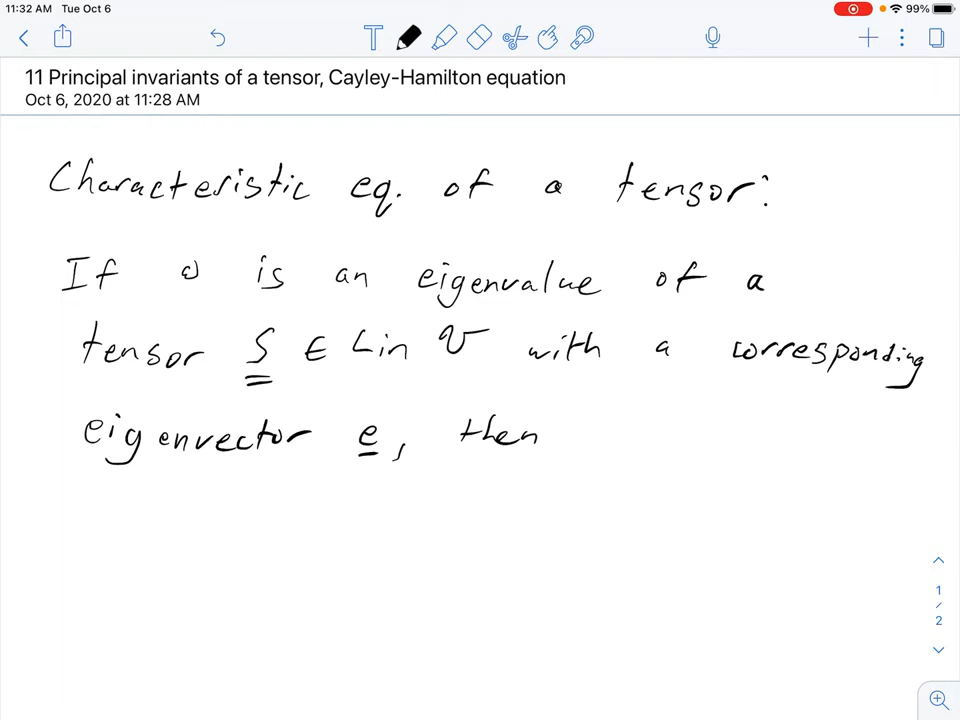 11:32 AM Tue Oct 6 99%
11 Principal invariants of a tensor, Cayley-Hamilton equation
Oct 6, 2020 at 11:28 AM
Characteristic eq. of a tensor:
If ω is an eigenvalue of a
tensor S ∈ Lin V with a corresponding
eigenvector e, then
1
/
2